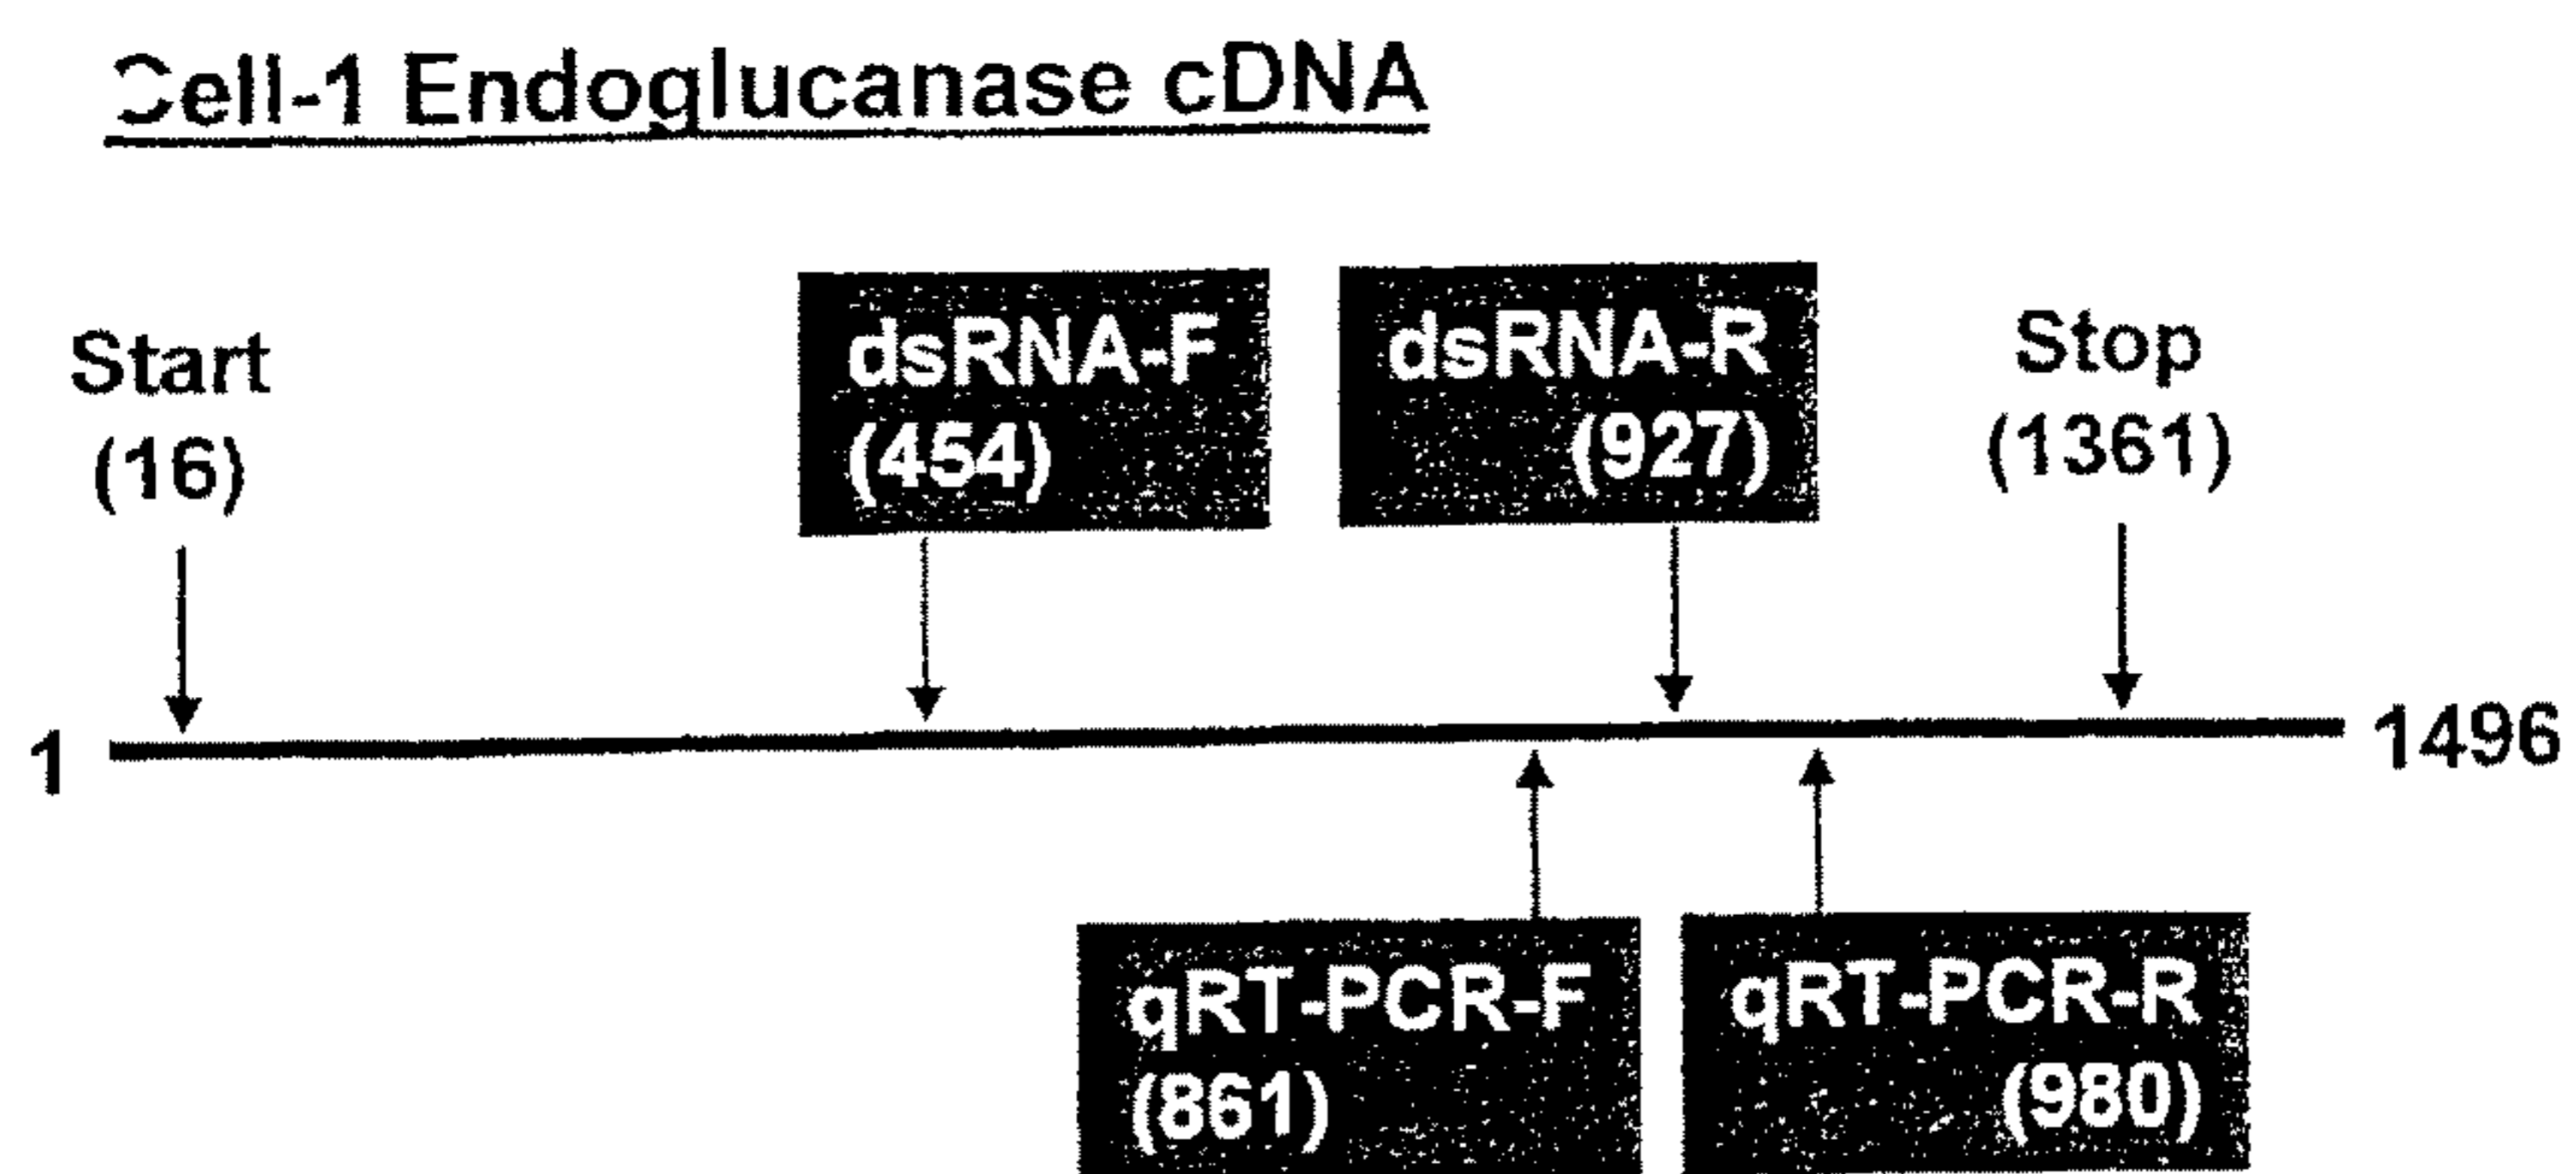 Cell-1 Endoglucanase cDNA
Start
(16)
dsRNA-F
(454)
dsRNA-R
(927)
Stop
(1361)
1
1496
qRT-PCR-F
(861)
qRT-PCR-R
(980)